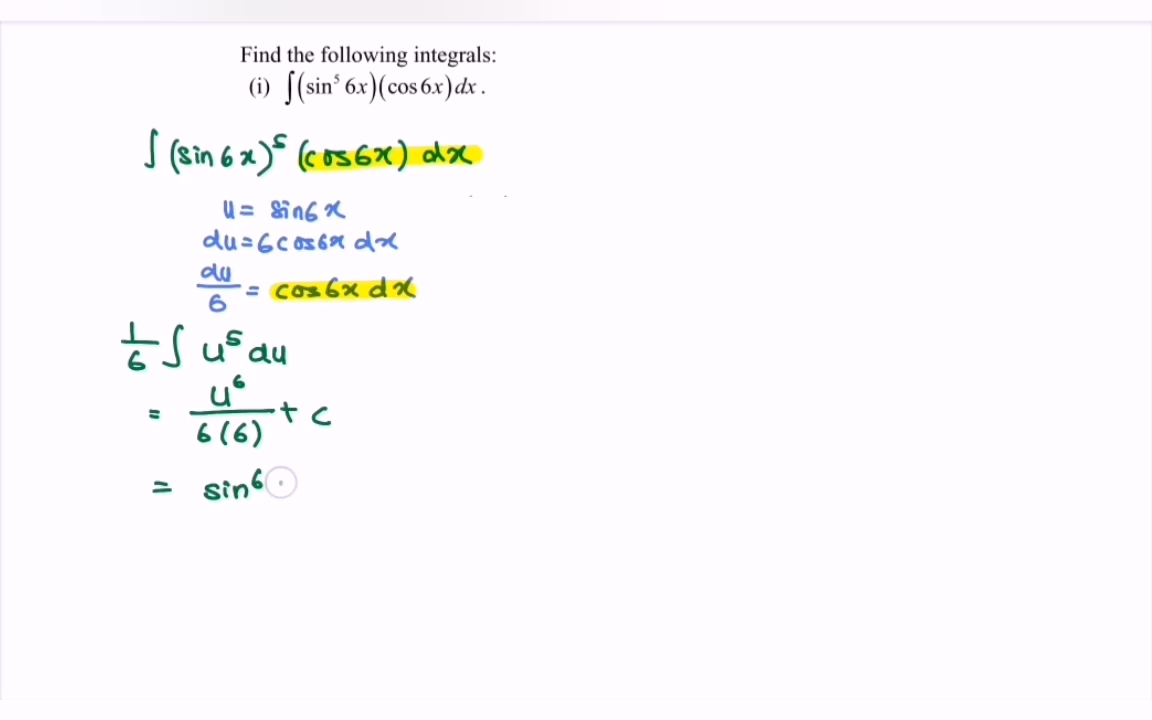 Find the following integrals:
(i) ∫(sin⁵ 6x)(cos 6x)dx.
∫ (sin 6x)⁵ (cos6x) dx
u = sin6x
du = 6cos6x dx
du/6 = cos6x dx
1/6 ∫ u⁵ du
= u⁶/6(6) + c
= sin⁶